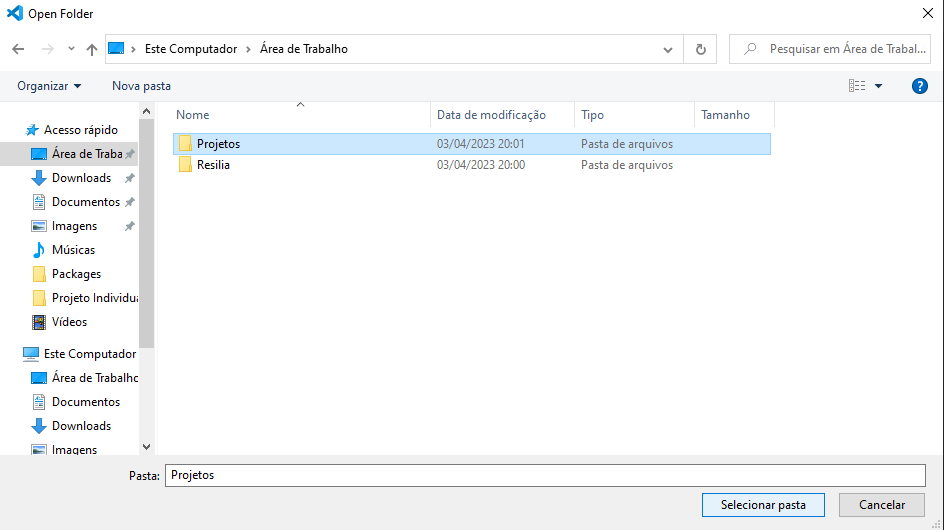 Open Folder
Este Computador > Área de Trabalho
Pesquisar em Área de Trabal...
Organizar Nova pasta
?
Nome Data de modificação Tipo Tamanho
Projetos 03/04/2023 20:01 Pasta de arquivos
Resilia 03/04/2023 20:00 Pasta de arquivos
Acesso rápido
Área de Traba
Downloads
Documentos
Imagens
Músicas
Packages
Projeto Individu
Vídeos
Este Computador
Área de Trabalho
Documentos
Downloads
Imagens
Pasta: Projetos
Selecionar pasta Cancelar